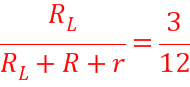 R_L / (R_L + R + r) = 3 / 12